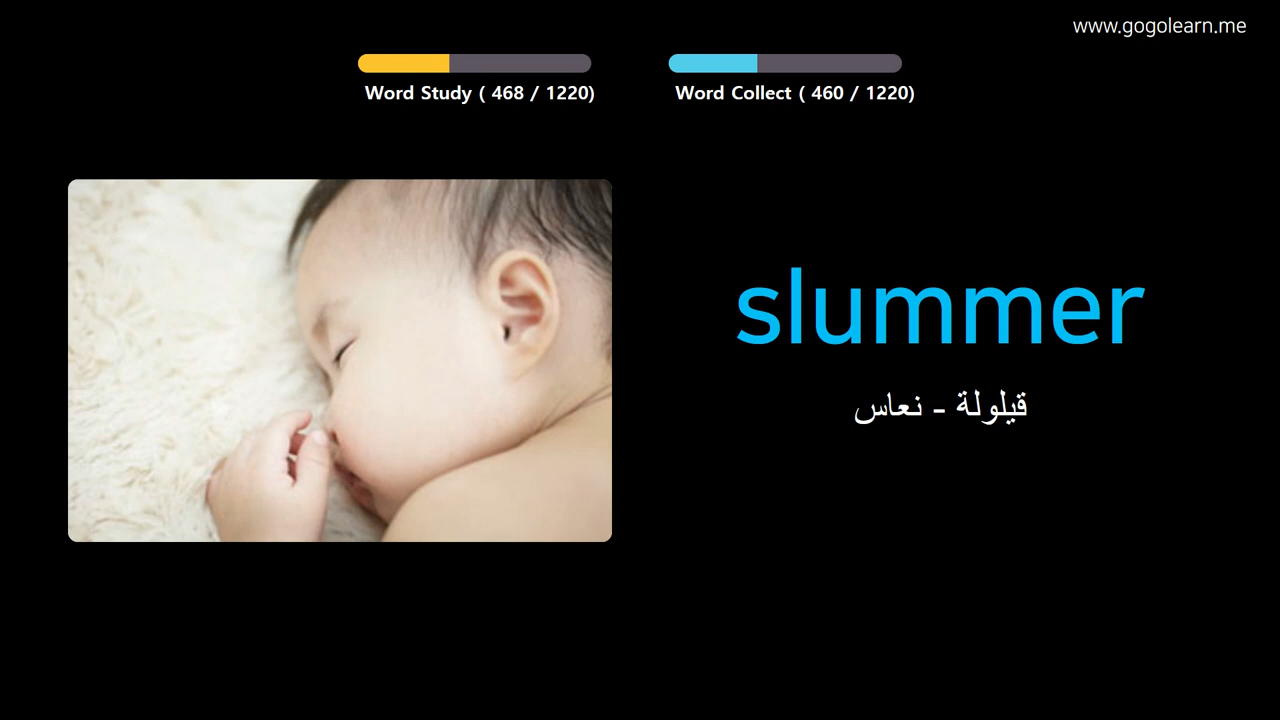 www.gogolearn.me
Word Study ( 468 / 1220)
Word Collect ( 460 / 1220)
slummer
قيلولة - نعاس